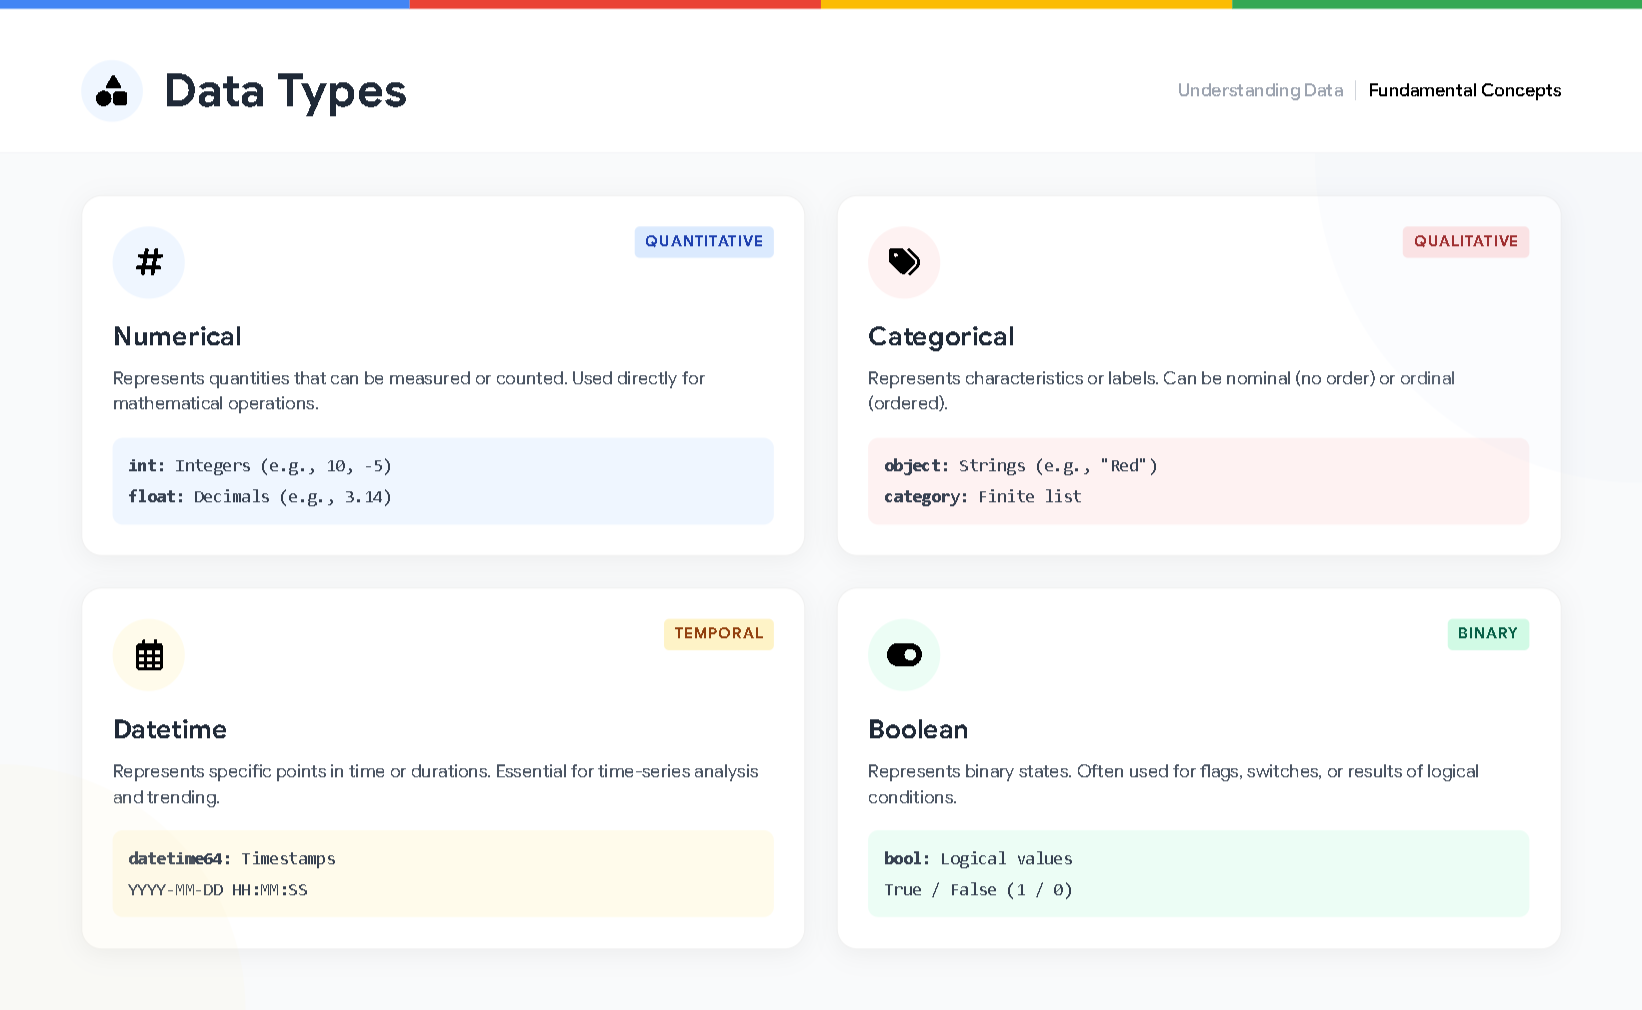 Data Types
Understanding Data
Fundamental Concepts
QUANTITATIVE
Numerical
Represents quantities that can be measured or counted. Used directly for
mathematical operations.
int: Integers (e.g., 10, -5)
float: Decimals (e.g., 3.14)
QUALITATIVE
Categorical
Represents characteristics or labels. Can be nominal (no order) or ordinal
(ordered).
object: Strings (e.g., "Red")
category: Finite list
TEMPORAL
Datetime
Represents specific points in time or durations. Essential for time-series analysis
and trending.
datetime64: Timestamps
YYYY-MM-DD HH:MM:SS
BINARY
Boolean
Represents binary states. Often used for flags, switches, or results of logical
conditions.
bool: Logical values
True / False (1 / 0)